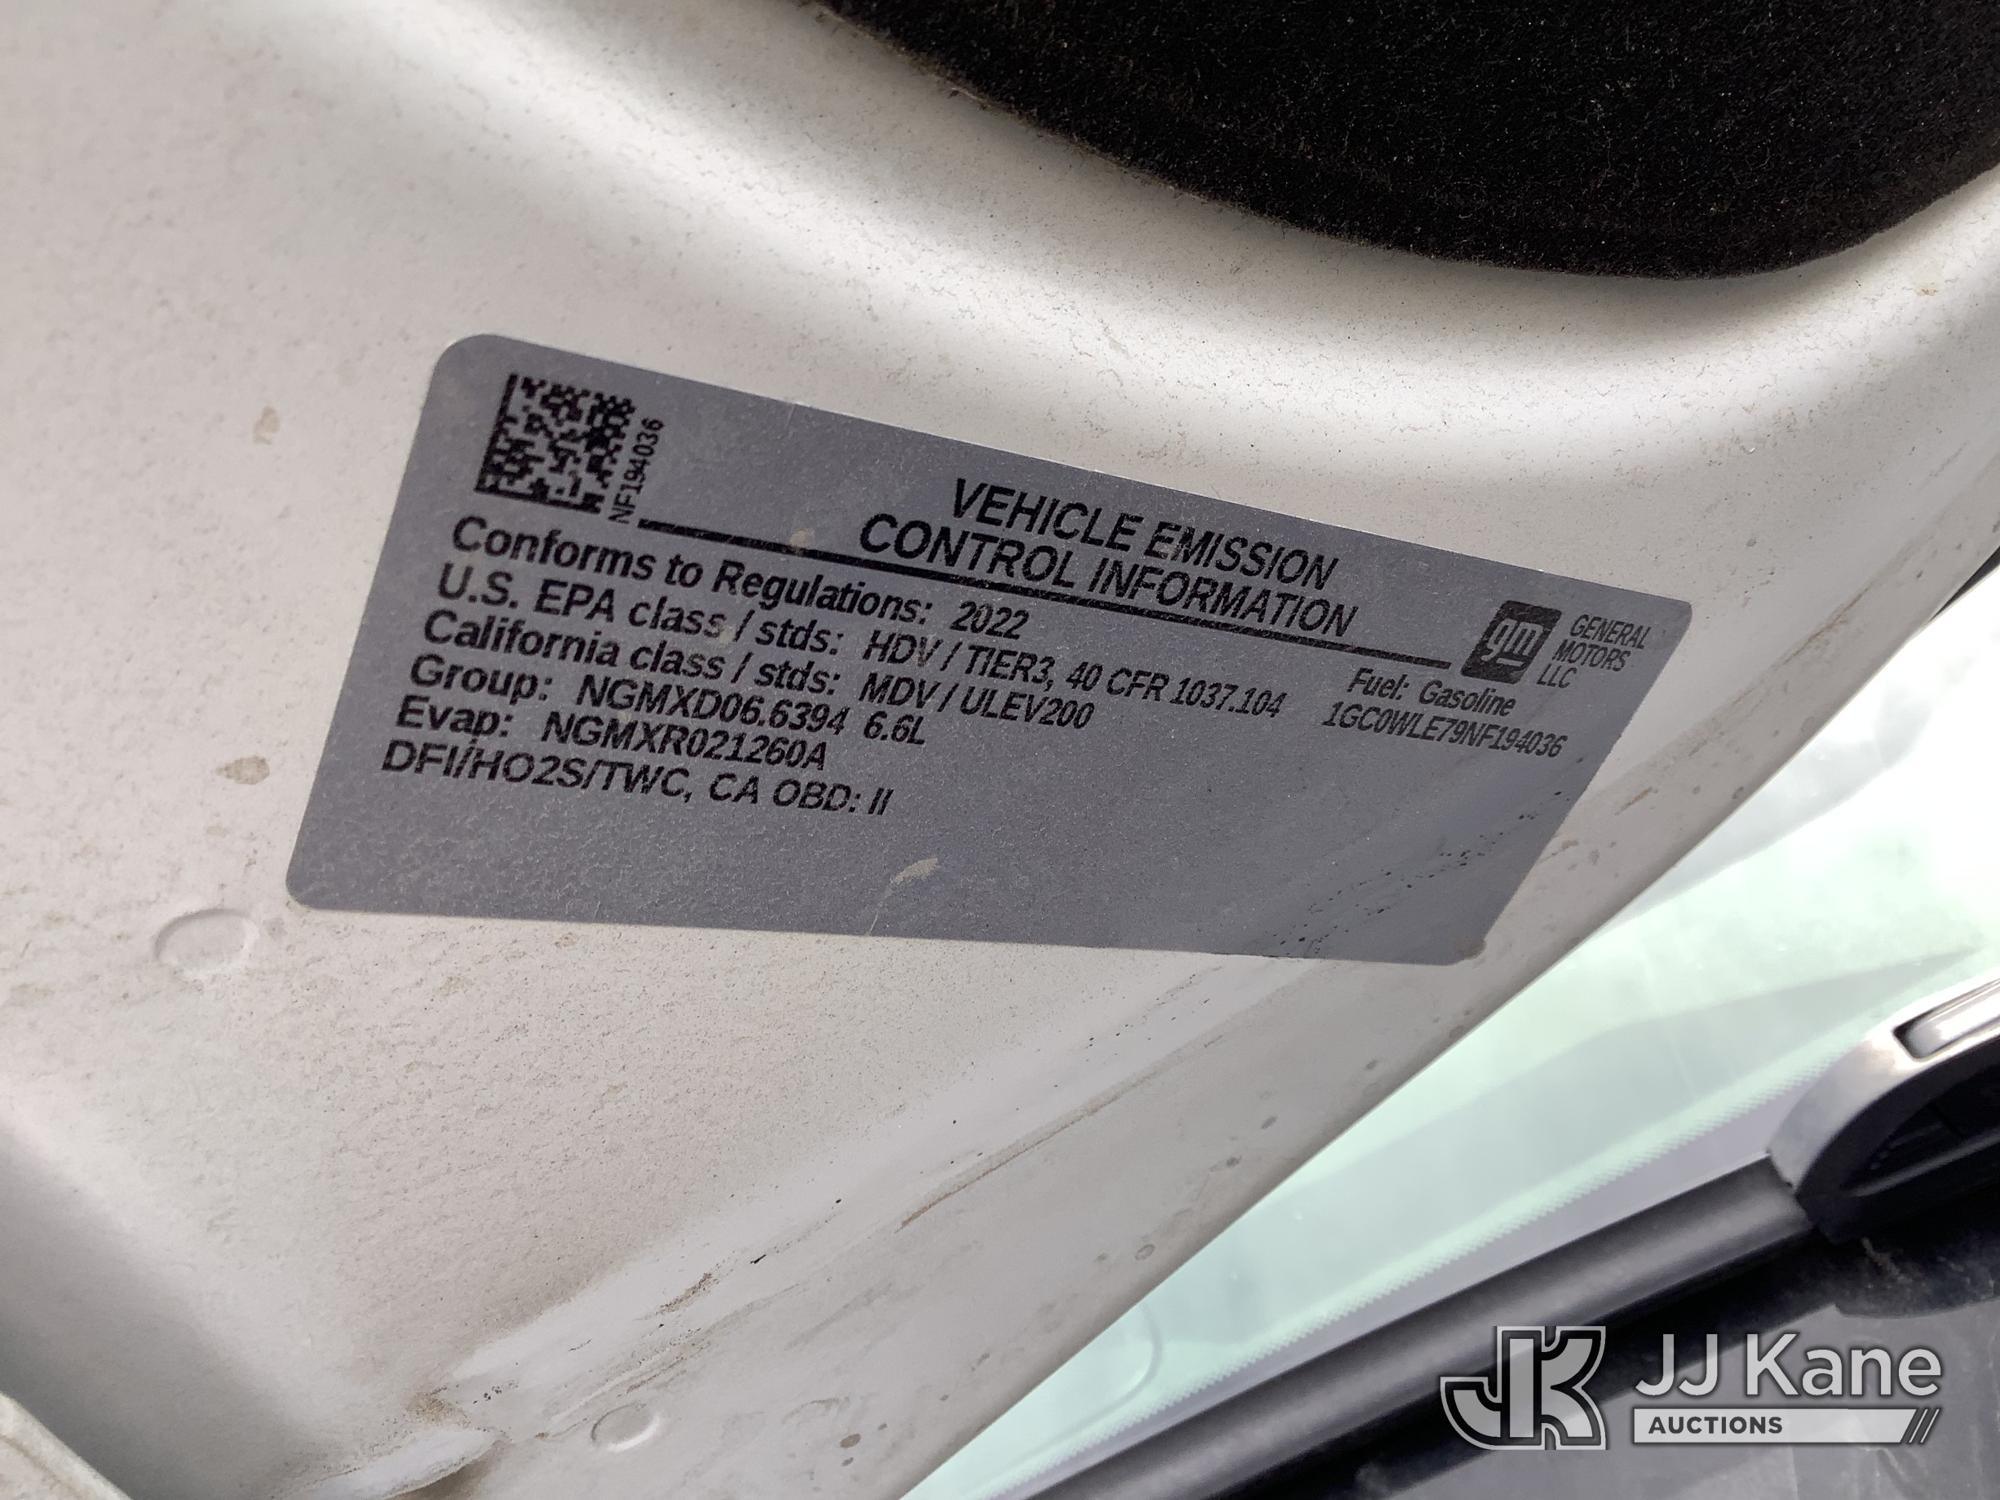 NF194036
VEHICLE EMISSION
CONTROL INFORMATION
gm
GENERAL
MOTORS
LLC
Conforms to Regulations: 2022
Fuel: Gasoline
U.S. EPA class / stds: HDV / TIER3, 40 CFR 1037.104
1GC0WLE79NF194036
California class / stds: MDV / ULEV200
Group: NGMXD06.6394 6.6L
Evap: NGMXR021260A
DFI/HO2S/TWC, CA OBD: II
JK
JJ Kane
AUCTIONS